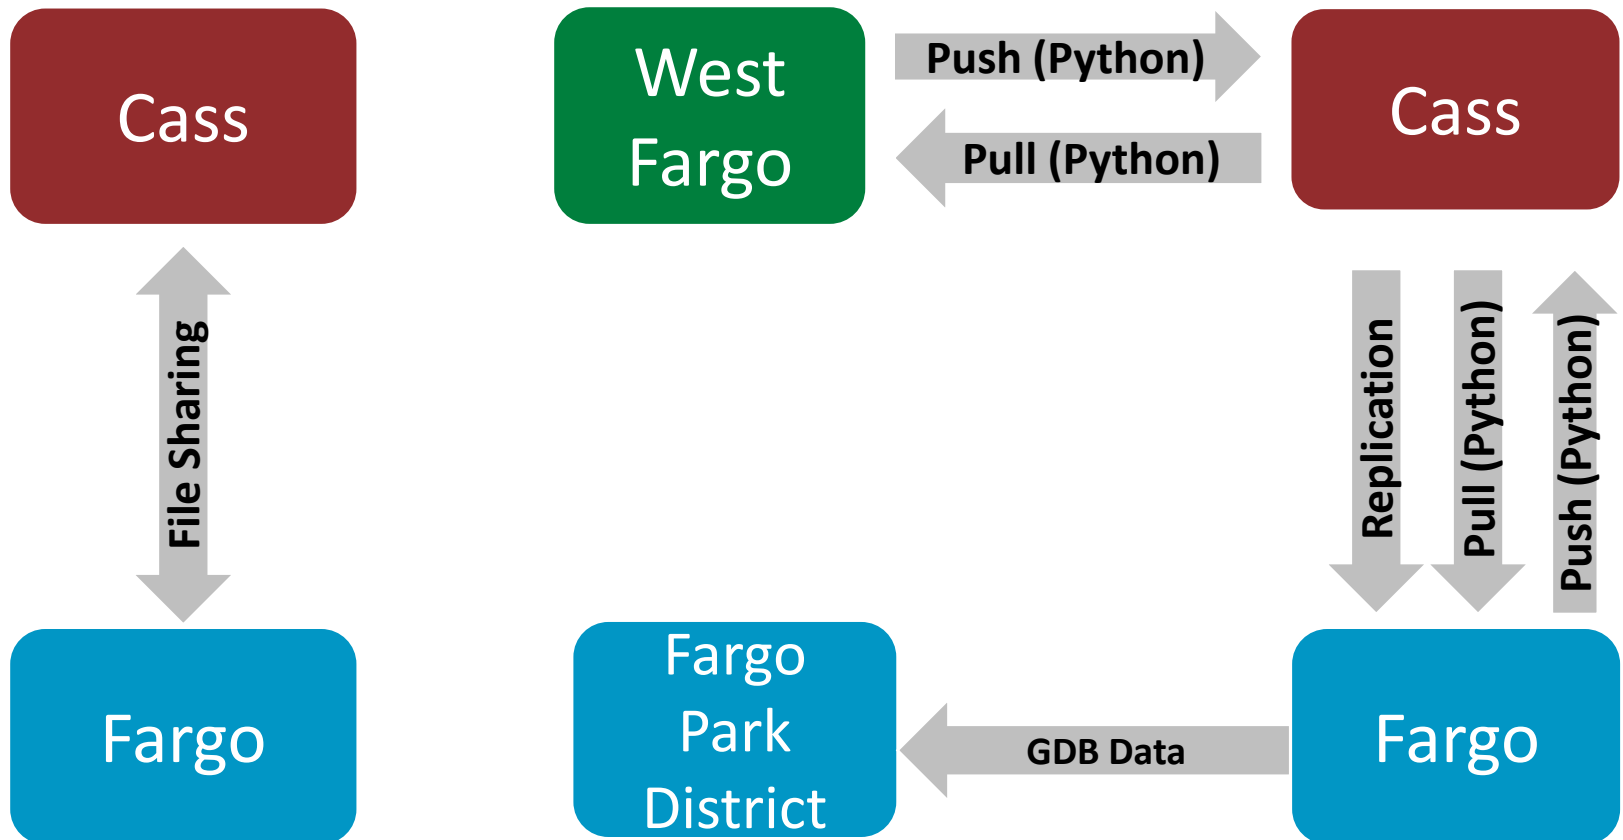 Cass
File Sharing
Fargo
West
Fargo
Push (Python)
Pull (Python)
Cass
Replication
Pull (Python)
Push (Python)
Fargo
Park
District
GDB Data
Fargo